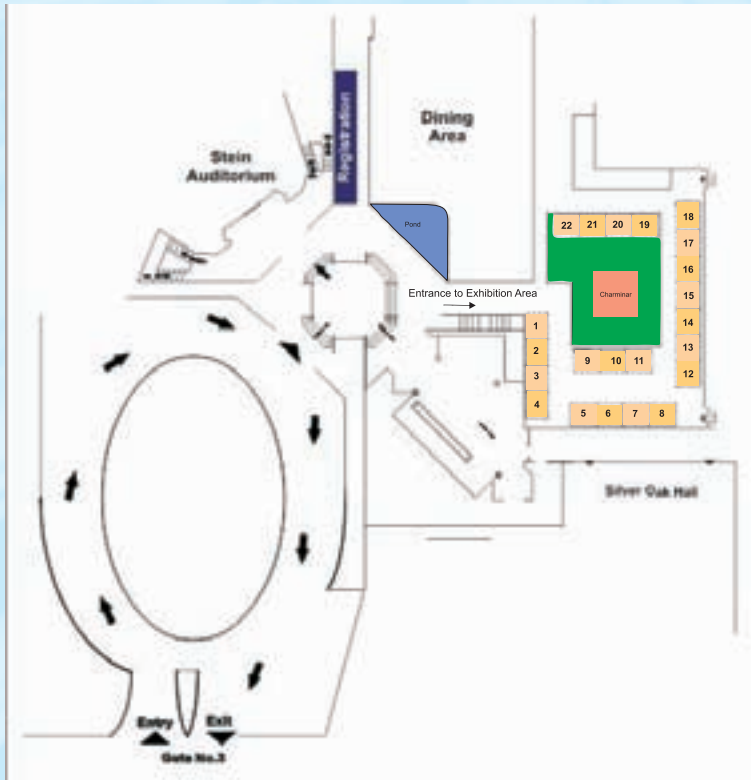 Dining
Area
Registration
Stein
Auditorium
Pond
Entrance to Exhibition Area
22 21 20 19
18
17
16
15
14
13
12
Charminar
1
2
3
4
9 10 11
5 6 7 8
Silver Oak Hall
Entry Exit
Gate No.3